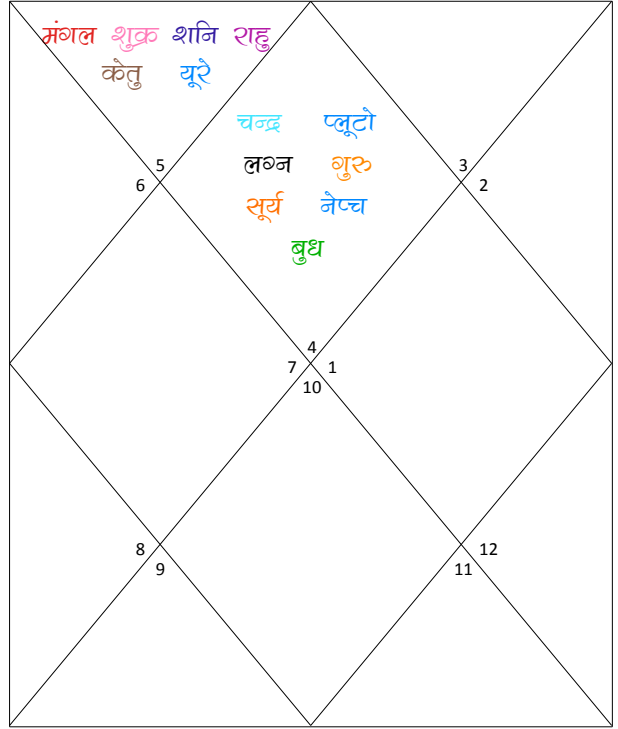 मंगल शुक्र शनि राहु
केतु यूरे
चन्द्र प्लूटो
लग्न गुरु
सूर्य नेप्च
बुध
5 3
6 2
4
7 1
10
8 12
9 11